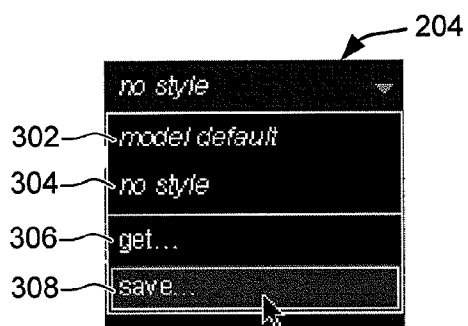 204
no style
302 model default
304 no style
306 get...
308 save...